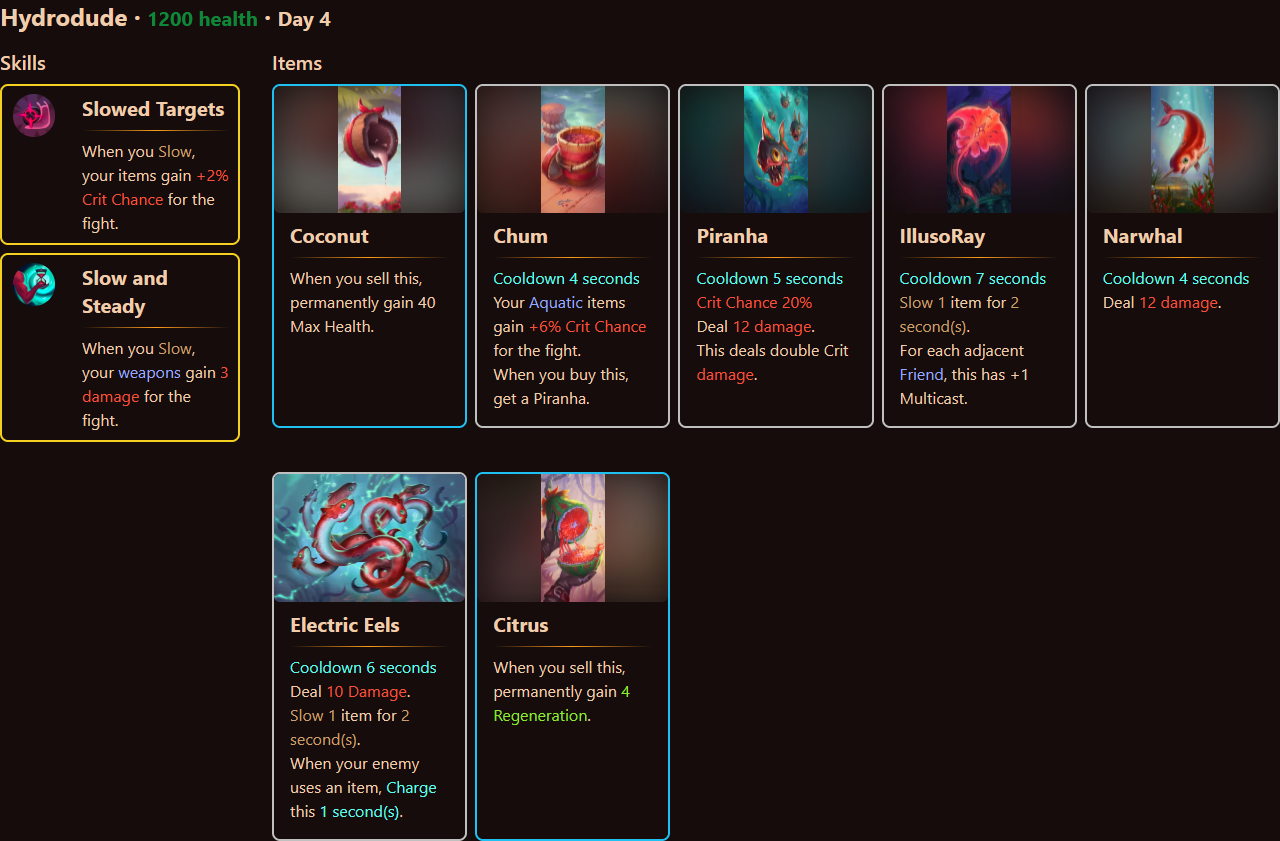 Hydrodude · 1200 health · Day 4
Skills
Slowed Targets
When you Slow,
your items gain +2%
Crit Chance for the
fight.
Slow and
Steady
When you Slow,
your weapons gain 3
damage for the
fight.
Items
Coconut
When you sell this,
permanently gain 40
Max Health.
Chum
Cooldown 4 seconds
Your Aquatic items
gain +6% Crit Chance
for the fight.
When you buy this,
get a Piranha.
Piranha
Cooldown 5 seconds
Crit Chance 20%
Deal 12 damage.
This deals double Crit
damage.
IllusoRay
Cooldown 7 seconds
Slow 1 item for 2
second(s).
For each adjacent
Friend, this has +1
Multicast.
Narwhal
Cooldown 4 seconds
Deal 12 damage.
Electric Eels
Cooldown 6 seconds
Deal 10 Damage.
Slow 1 item for 2
second(s).
When your enemy
uses an item, Charge
this 1 second(s).
Citrus
When you sell this,
permanently gain 4
Regeneration.